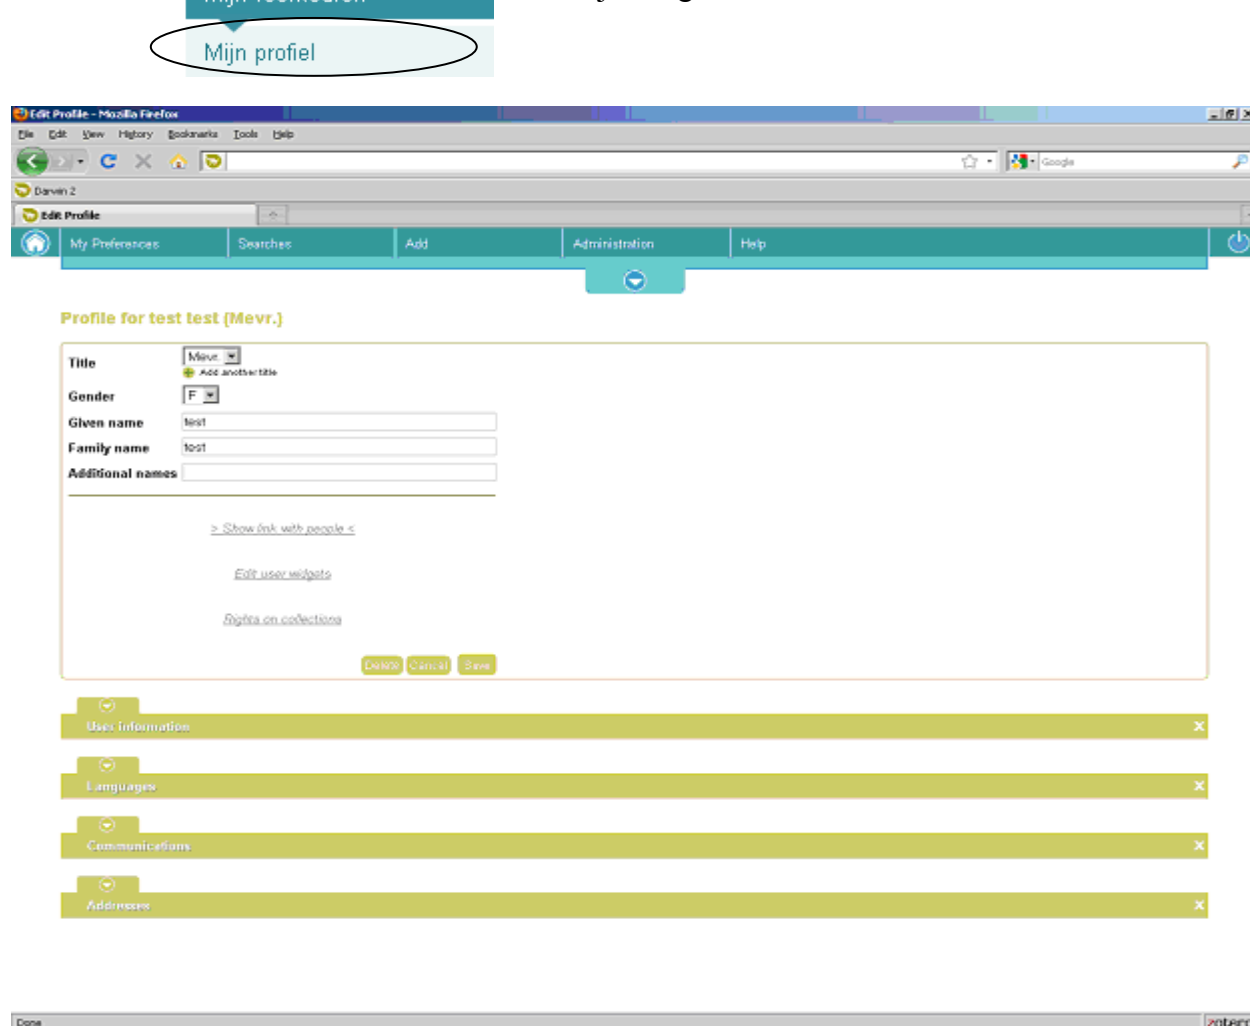 Mijn profiel
Edit Profile - Mozilla Firefox
File Edit View History Bookmarks Tools Help
Google
Darwin 2
Edit Profile
My Preferences Searches Add Administration Help
Profile for test test (Mevr.)
Title Mevr.
Add another title
Gender F
Given name test
Family name test
Additional names
> Show link with people <
Edit user widgets
Rights on collections
Delete Cancel Save
User information
Languages
Communications
Addresses
Done